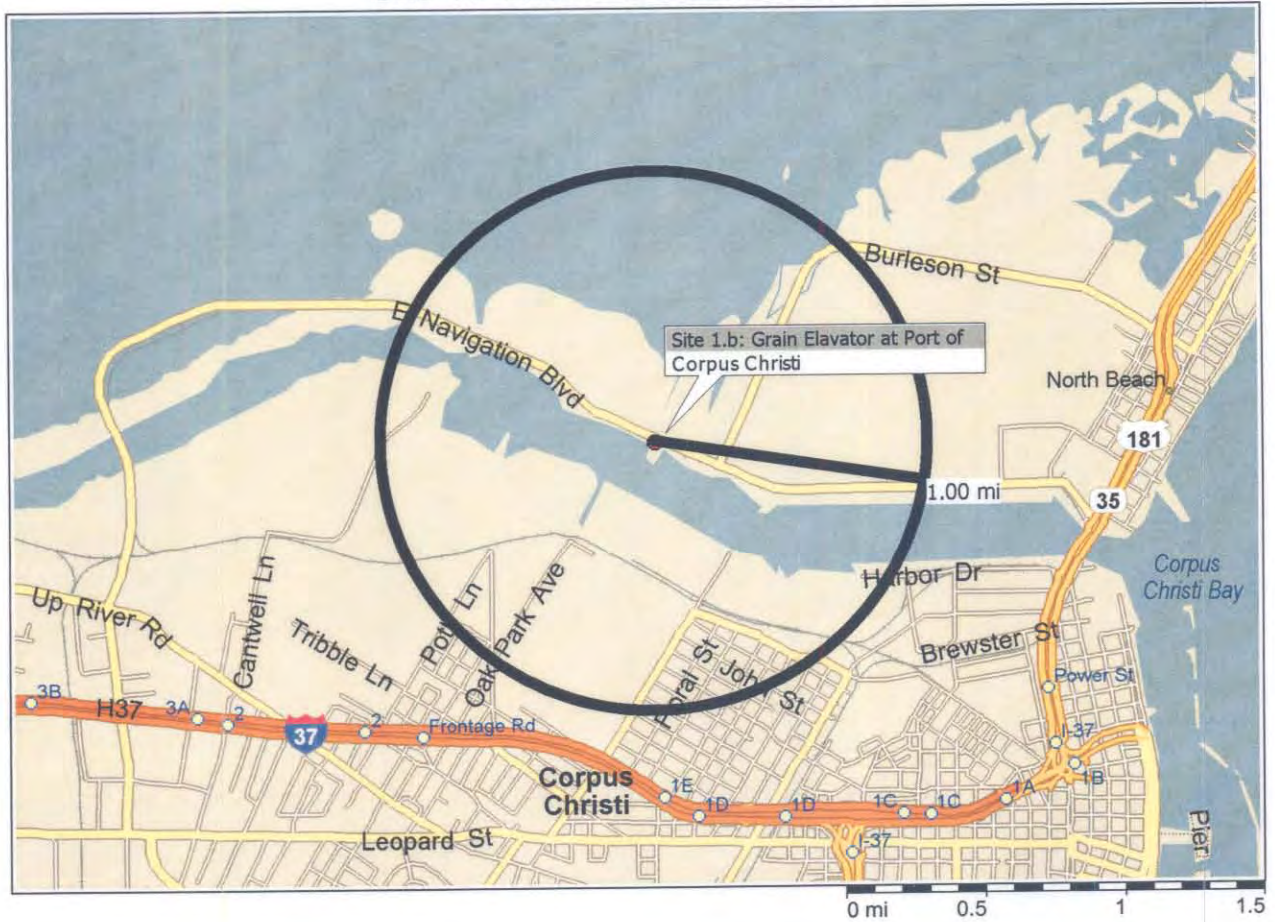 Burleson St
E Navigation Blvd
Site 1.b: Grain Elavator at Port of
Corpus Christi
North Beach
181
1.00 mi
35
Corpus
Christi Bay
Harbor Dr
Up River Rd
Cantwell Ln
Tribble Ln
Port Ln
Oak Park Ave
Floral St
John St
Brewster St
Power St
3B
H37
3A
2
37
2
Frontage Rd
I-37
1B
Corpus
Christi
1E
1D
1D
1C
1C
1A
Leopard St
I-37
Pier
0 mi
0.5
1
1.5